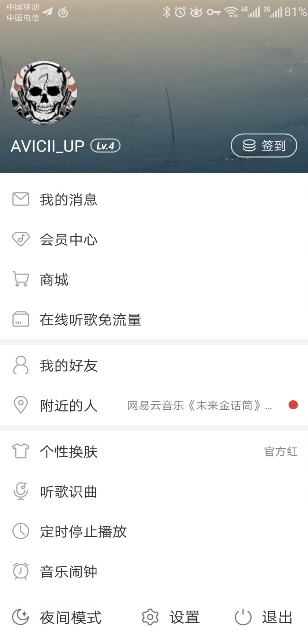 中国移动
中国电信
4G 2G 81%
AVICII_UP Lv.4 签到
我的消息
会员中心
商城
在线听歌免流量
我的好友
附近的人 网易云音乐《未来金话筒》...
个性换肤 官方红
听歌识曲
定时停止播放
音乐闹钟
夜间模式 设置 退出